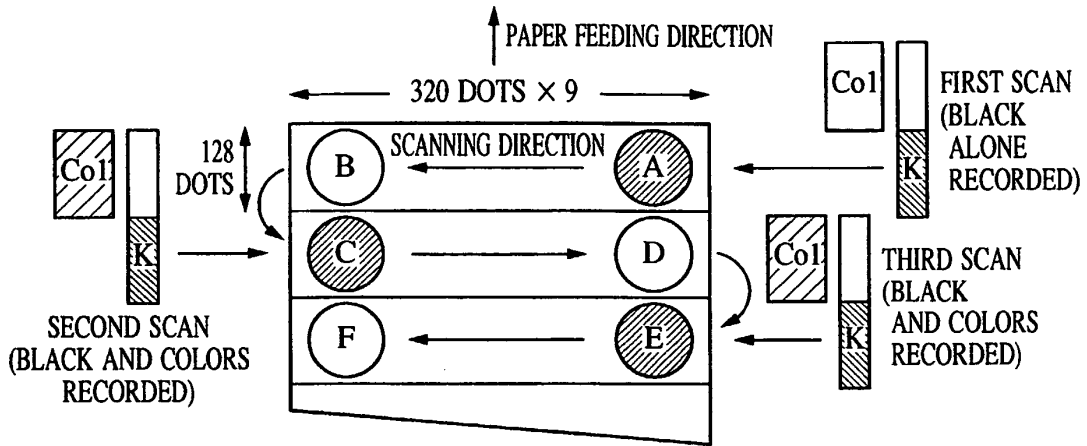 PAPER FEEDING DIRECTION
320 DOTS × 9
Col
K
FIRST SCAN
(BLACK
ALONE
RECORDED)
128
DOTS
SCANNING DIRECTION
B
A
Col
K
C
D
Col
K
THIRD SCAN
(BLACK
AND COLORS
RECORDED)
SECOND SCAN
(BLACK AND COLORS
RECORDED)
F
E